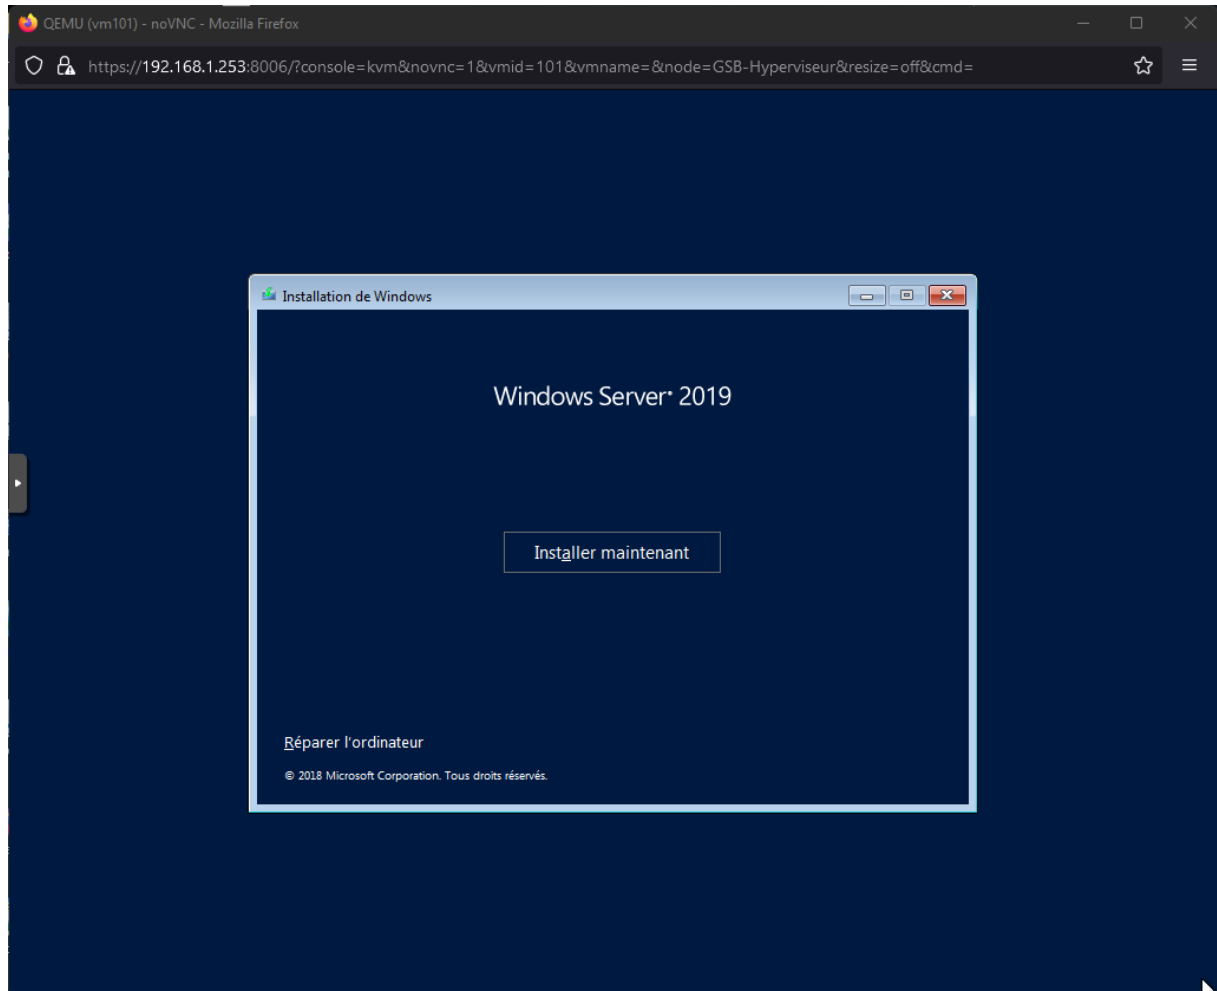 QEMU (vm101) - noVNC - Mozilla Firefox
https://192.168.1.253:8006/?console=kvm&novnc=1&vmid=101&vmname=&node=GSB-Hyperviseur&resize=off&cmd=
Installation de Windows
Windows Server® 2019
Installer maintenant
Réparer l'ordinateur
© 2018 Microsoft Corporation. Tous droits réservés.